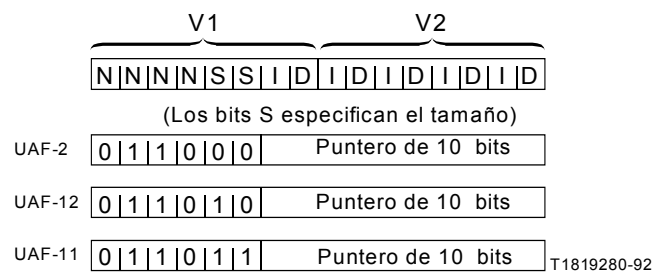 V1 V2
N|N|N|N|S|S|I|D|I|D|I|D|I|D|I|D
(Los bits S especifican el tamaño)
UAF-2 0|1|1|0|0|0| Puntero de 10 bits
UAF-12 0|1|1|0|1|0| Puntero de 10 bits
UAF-11 0|1|1|0|1|1| Puntero de 10 bits
T1819280-92